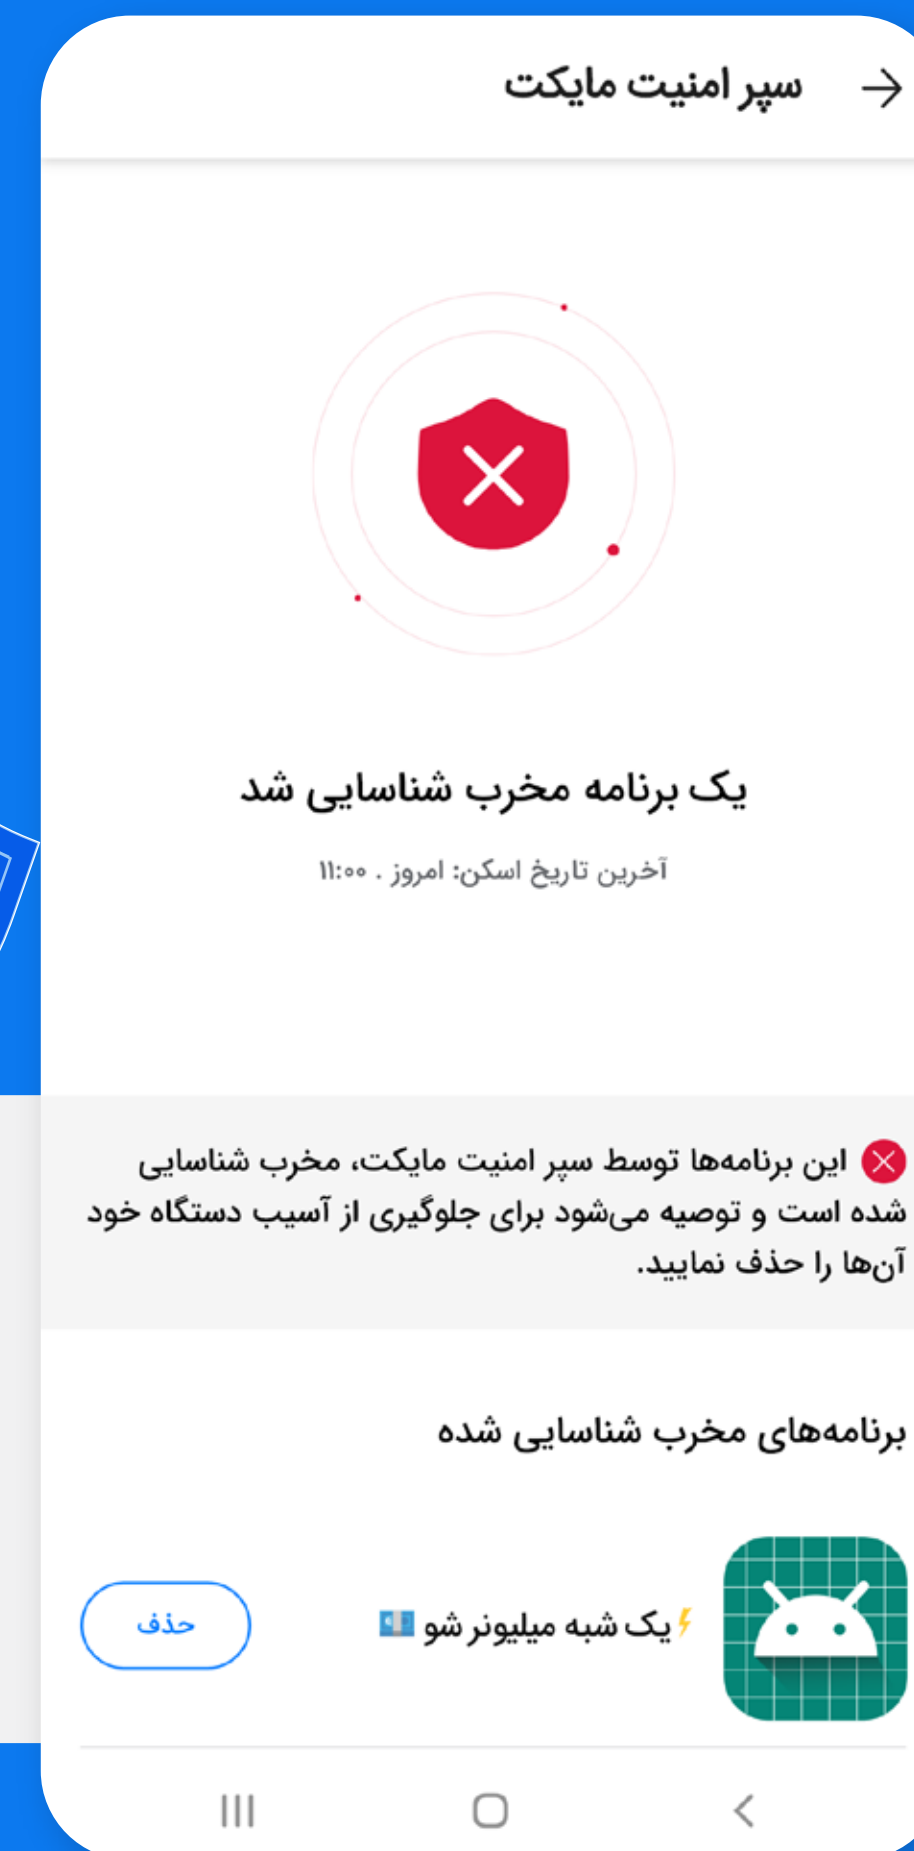 سپر امنیت مایکت
یک برنامه مخرب شناسایی شد
آخرین تاریخ اسکن: امروز . ۱۱:۰۰
این برنامه‌ها توسط سپر امنیت مایکت، مخرب شناسایی
شده است و توصیه می‌شود برای جلوگیری از آسیب دستگاه خود
آن‌ها را حذف نمایید.
برنامه‌های مخرب شناسایی شده
⚡یک شبه میلیونر شو 💶
حذف